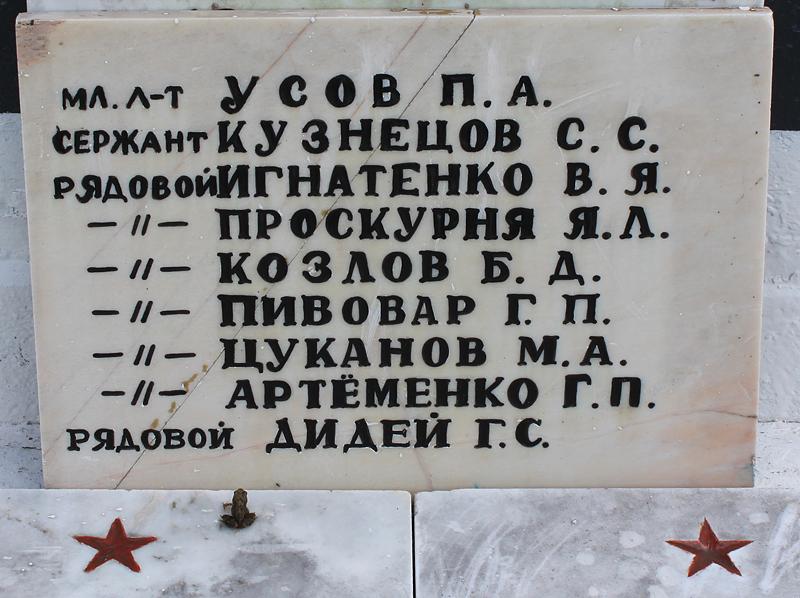 МЛ. Л-Т УСОВ П. А.
СЕРЖАНТ КУЗНЕЦОВ С. С.
РЯДОВОЙ ИГНАТЕНКО В. Я.
—〃— ПРОСКУРНЯ Я. Л.
—〃— КОЗЛОВ Б. Д.
—〃— ПИВОВАР Г. П.
—〃— ЦУКАНОВ М. А.
—〃— АРТЁМЕНКО Г. П.
РЯДОВОЙ ДИДЕЙ Г. С.